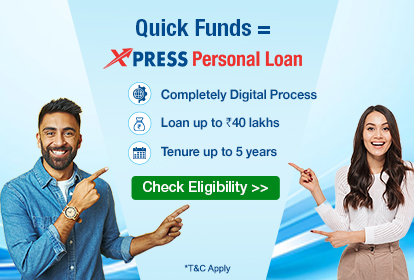 Quick Funds =
XPRESS Personal Loan
Completely Digital Process
Loan up to ₹40 lakhs
Tenure up to 5 years
Check Eligibility >>
*T&C Apply